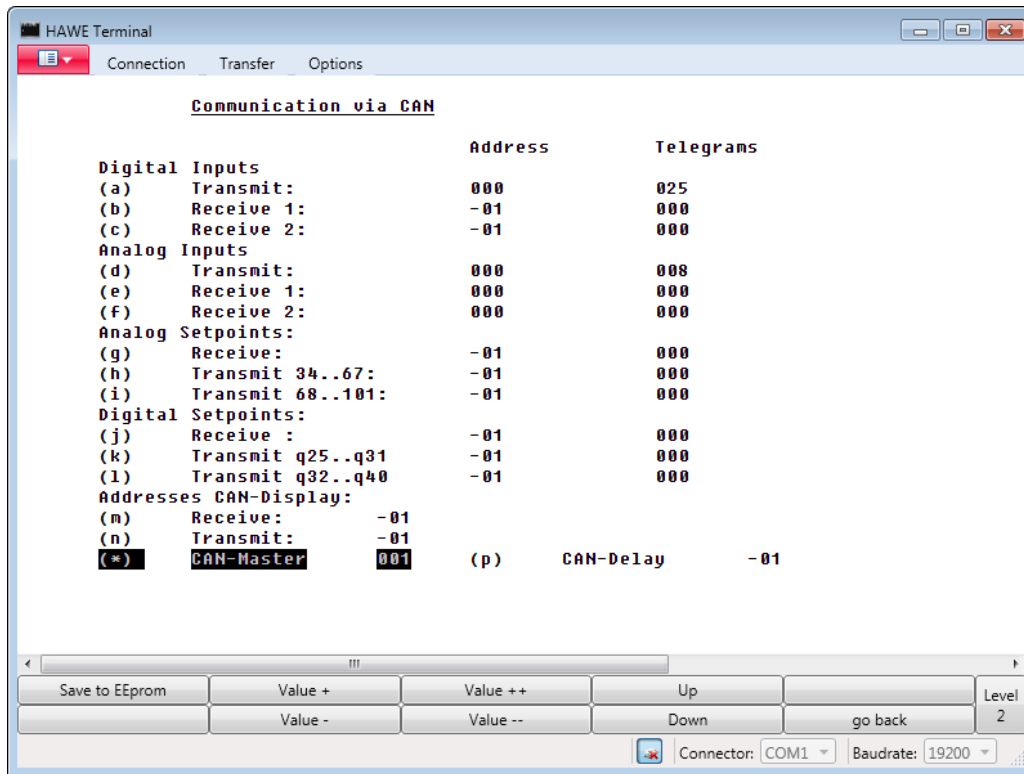 HAWE Terminal
Connection Transfer Options
Communication via CAN
Address Telegrams
Digital Inputs
(a) Transmit: 000 025
(b) Receive 1: -01 000
(c) Receive 2: -01 000
Analog Inputs
(d) Transmit: 000 008
(e) Receive 1: 000 000
(f) Receive 2: 000 000
Analog Setpoints:
(g) Receive: -01 000
(h) Transmit 34..67: -01 000
(i) Transmit 68..101: -01 000
Digital Setpoints:
(j) Receive : -01 000
(k) Transmit q25..q31 -01 000
(l) Transmit q32..q40 -01 000
Addresses CAN-Display:
(m) Receive: -01
(n) Transmit: -01
(*) CAN-Master 001 (p) CAN-Delay -01
Save to EEprom Value + Value ++ Up Level
Value - Value -- Down go back 2
Connector: COM1 Baudrate: 19200